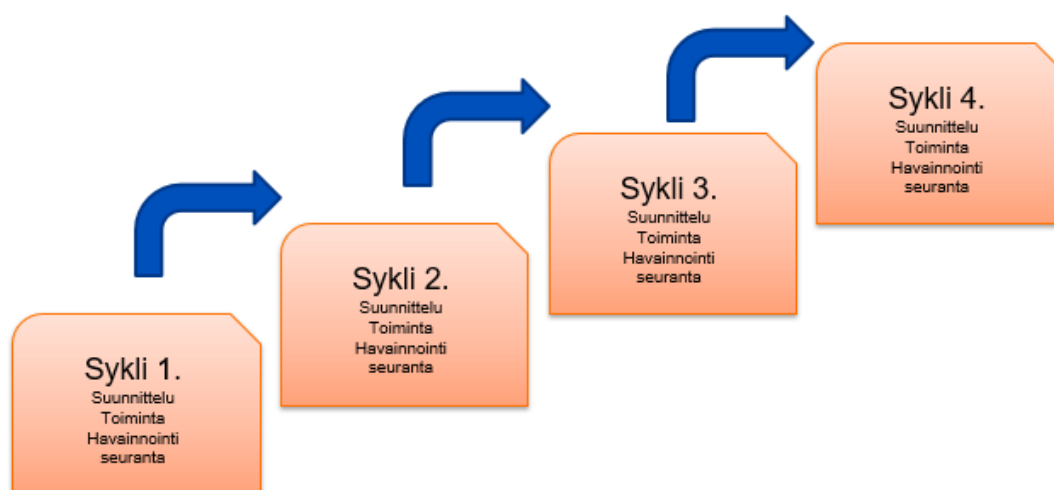 Sykli 1.
Suunnittelu
Toiminta
Havainnointi
seuranta
Sykli 2.
Suunnittelu
Toiminta
Havainnointi
seuranta
Sykli 3.
Suunnittelu
Toiminta
Havainnointi
seuranta
Sykli 4.
Suunnittelu
Toiminta
Havainnointi
seuranta